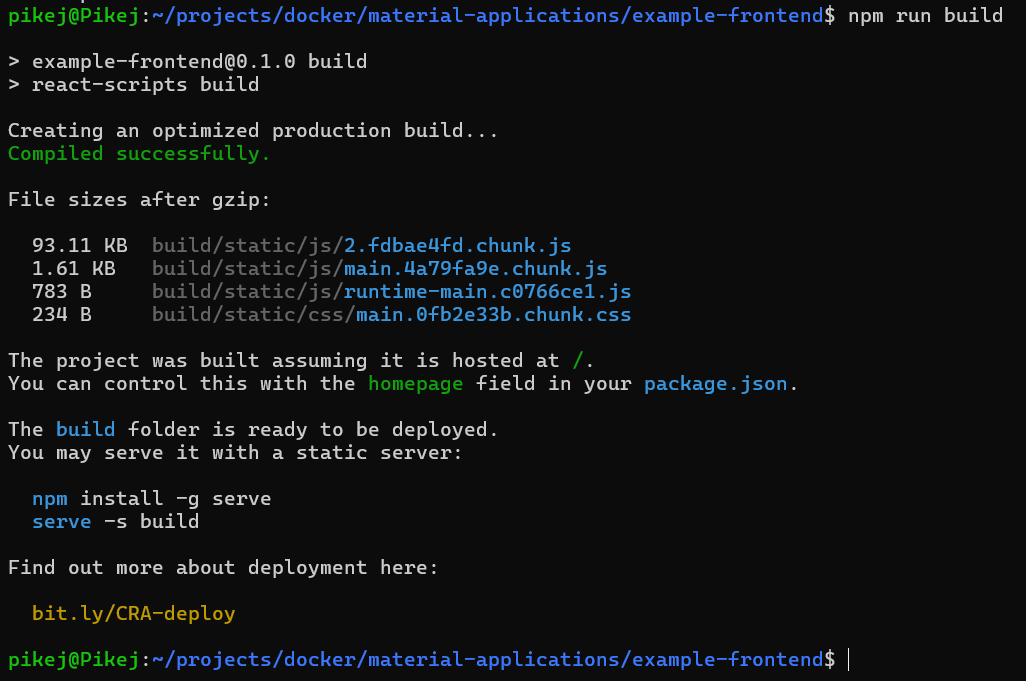 pikej@Pikej:~/projects/docker/material-applications/example-frontend$ npm run build
> example-frontend@0.1.0 build
> react-scripts build
Creating an optimized production build...
Compiled successfully.
File sizes after gzip:
93.11 KB  build/static/js/2.fdbae4fd.chunk.js
1.61 KB   build/static/js/main.4a79fa9e.chunk.js
783 B     build/static/js/runtime-main.c0766ce1.js
234 B     build/static/css/main.0fb2e33b.chunk.css
The project was built assuming it is hosted at /.
You can control this with the homepage field in your package.json.
The build folder is ready to be deployed.
You may serve it with a static server:
npm install -g serve
serve -s build
Find out more about deployment here:
bit.ly/CRA-deploy
pikej@Pikej:~/projects/docker/material-applications/example-frontend$